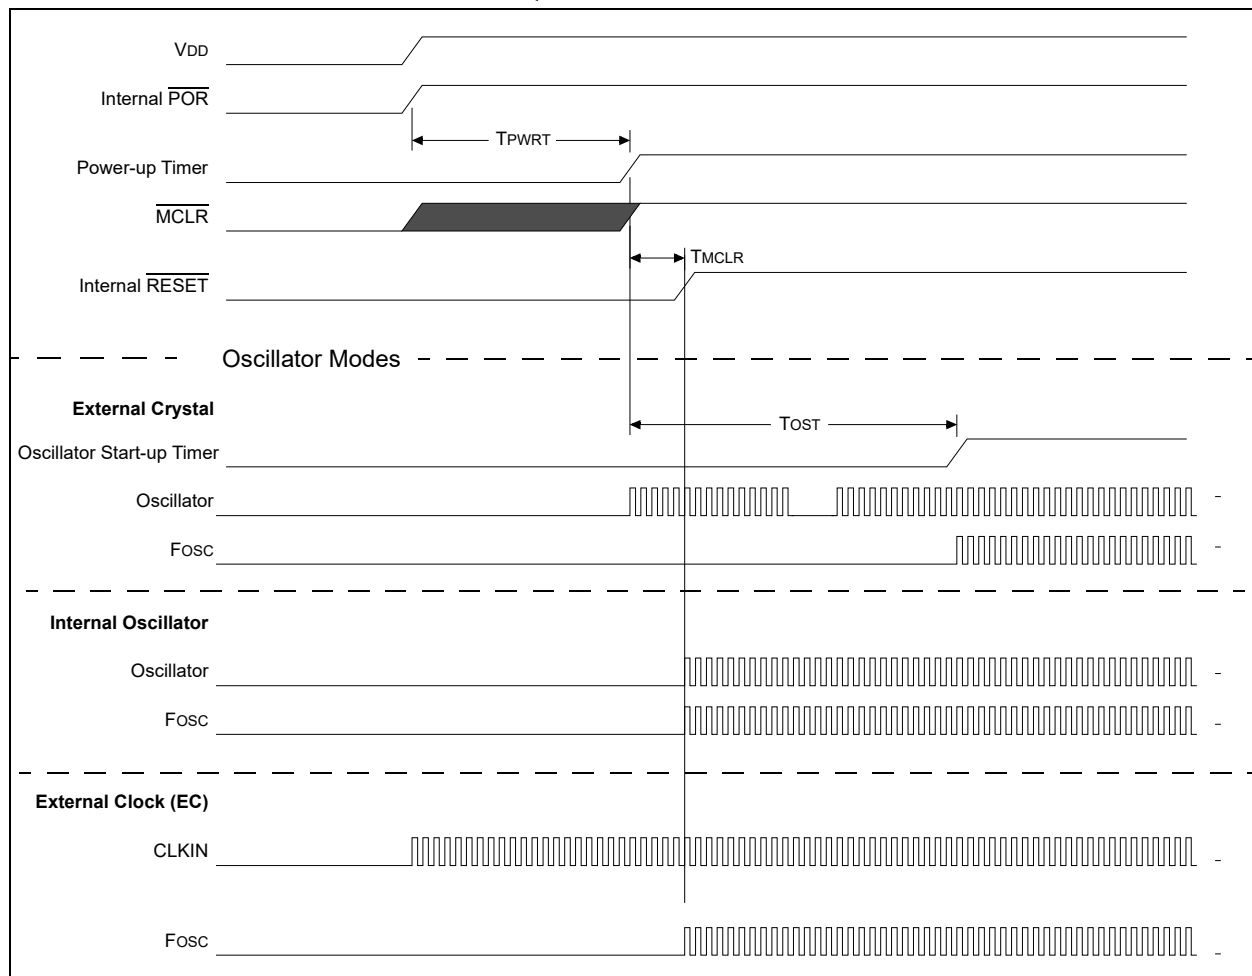 VDD
Internal POR
TPWRT
Power-up Timer
MCLR
TMCLR
Internal RESET
Oscillator Modes
External Crystal
TOST
Oscillator Start-up Timer
Oscillator
FOSC
Internal Oscillator
Oscillator
FOSC
External Clock (EC)
CLKIN
FOSC